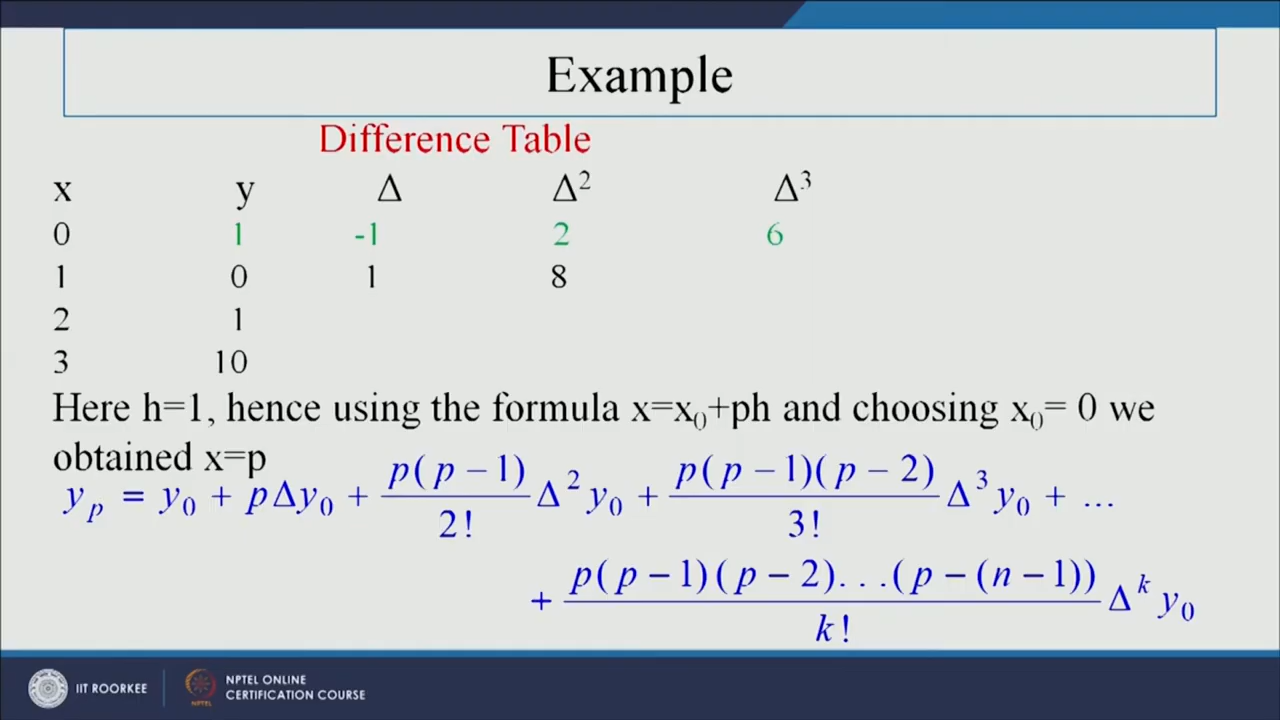 Example
Difference Table
x y Δ Δ² Δ³
0 1 -1 2 6
1 0 1 8
2 1
3 10
Here h=1, hence using the formula x=x₀+ph and choosing x₀= 0 we
obtained x=p
y_p = y₀ + pΔy₀ + p(p − 1)/2! Δ²y₀ + p(p − 1)(p − 2)/3! Δ³y₀ + ...
+ p(p − 1)(p − 2)...(p − (n − 1))/k! Δᵏy₀
IIT ROORKEE
NPTEL ONLINE
CERTIFICATION COURSE
NPTEL